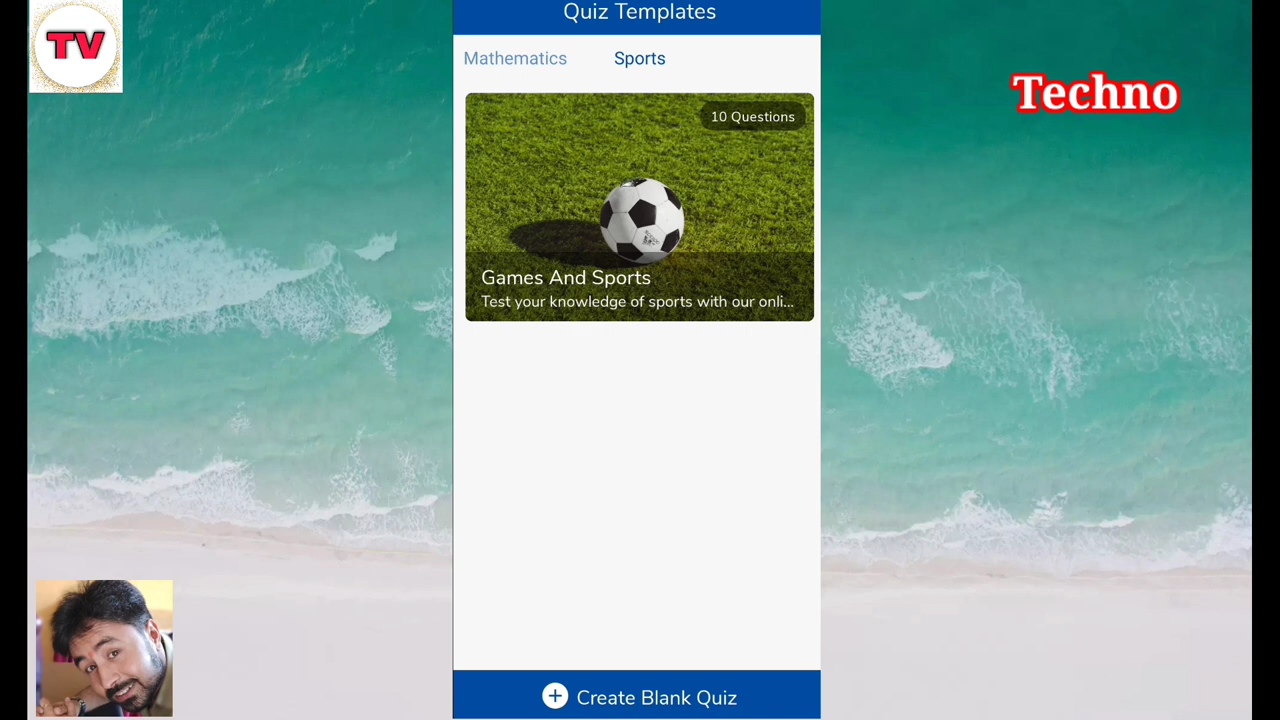 TV
Quiz Templates
Mathematics Sports
Techno
10 Questions
Games And Sports
Test your knowledge of sports with our onli...
Create Blank Quiz